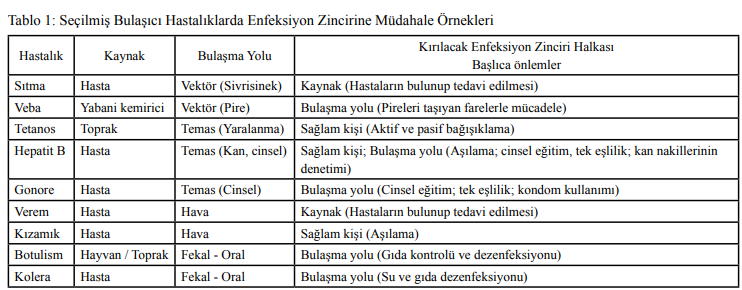 Tablo 1: Seçilmiş Bulaşıcı Hastalıklarda Enfeksiyon Zincirine Müdahale Örnekleri
Hastalık Kaynak Bulaşma Yolu Kırılacak Enfeksiyon Zinciri Halkası
Başlıca önlemler
Sıtma Hasta Vektör (Sivrisinek) Kaynak (Hastaların bulunup tedavi edilmesi)
Veba Yabani kemirici Vektör (Pire) Bulaşma yolu (Pireleri taşıyan farelerle mücadele)
Tetanos Toprak Temas (Yaralanma) Sağlam kişi (Aktif ve pasif bağışıklama)
Hepatit B Hasta Temas (Kan, cinsel) Sağlam kişi; Bulaşma yolu (Aşılama; cinsel eğitim, tek eşlilik; kan nakillerinin
denetimi)
Gonore Hasta Temas (Cinsel) Bulaşma yolu (Cinsel eğitim; tek eşlilik; kondom kullanımı)
Verem Hasta Hava Kaynak (Hastaların bulunup tedavi edilmesi)
Kızamık Hasta Hava Sağlam kişi (Aşılama)
Botulism Hayvan / Toprak Fekal - Oral Bulaşma yolu (Gıda kontrolü ve dezenfeksiyonu)
Kolera Hasta Fekal - Oral Bulaşma yolu (Su ve gıda dezenfeksiyonu)